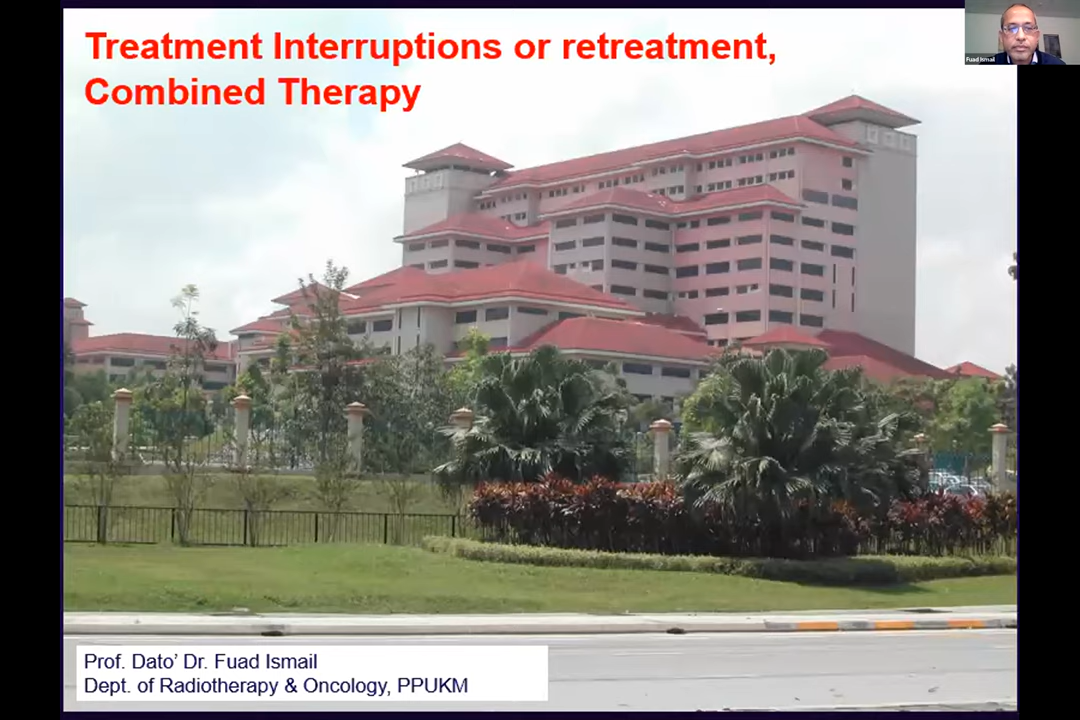 Treatment Interruptions or retreatment,
Combined Therapy
Fuad Ismail
Prof. Dato’ Dr. Fuad Ismail
Dept. of Radiotherapy & Oncology, PPUKM